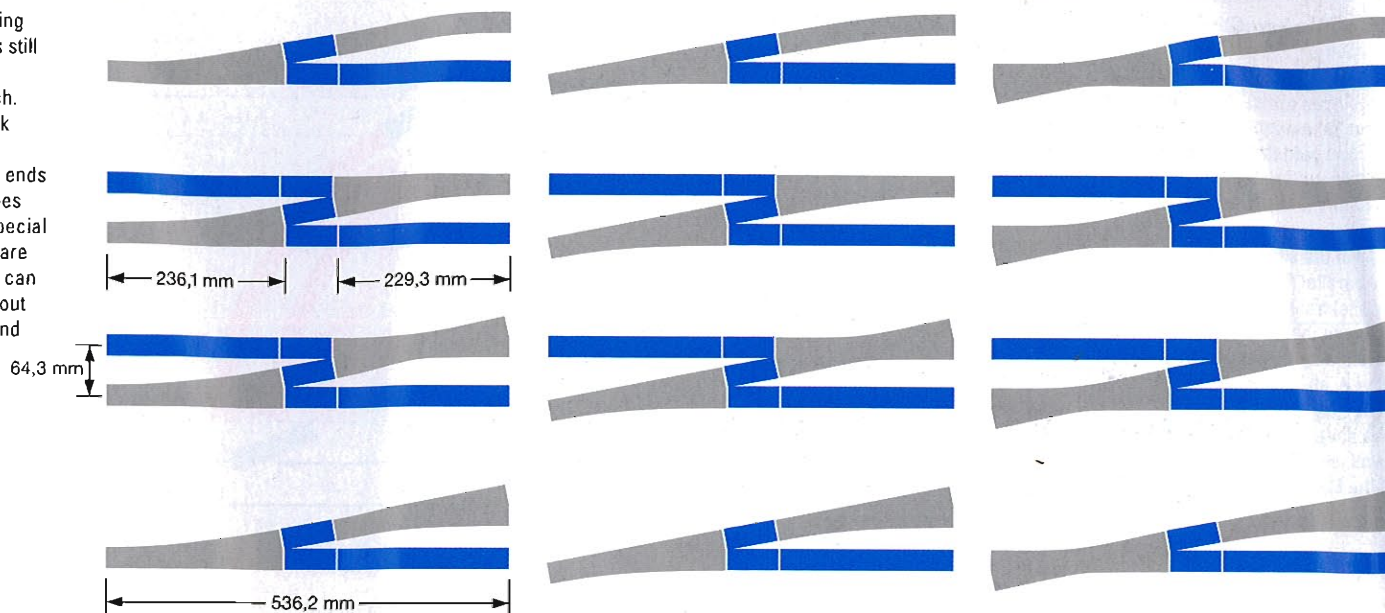 ing
s still
ch.
k
ends
es
pecial
are
can
out
nd
236,1 mm
229,3 mm
64,3 mm
536,2 mm